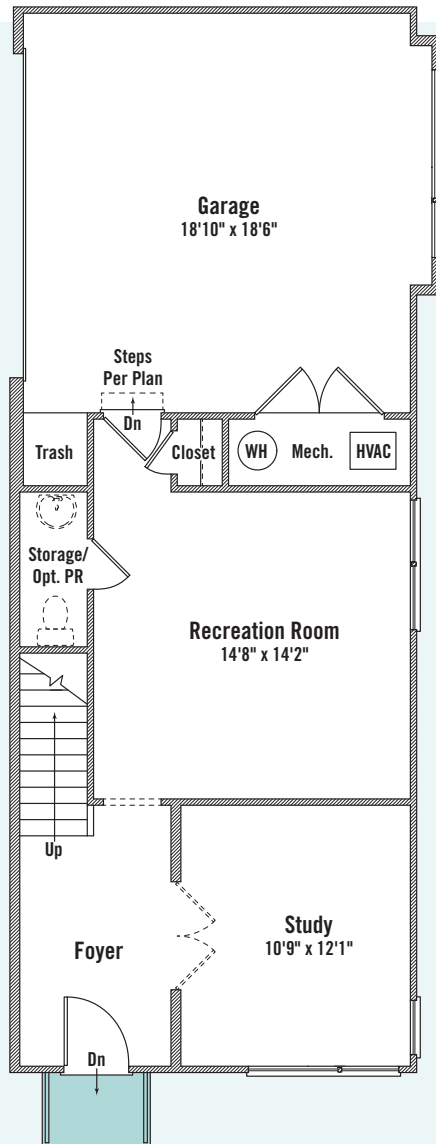 Garage
18'10" x 18'6"
Steps
Per Plan
Dn
Trash
Closet
WH
Mech.
HVAC
Storage/
Opt. PR
Recreation Room
14'8" x 14'2"
Up
Foyer
Study
10'9" x 12'1"
Dn